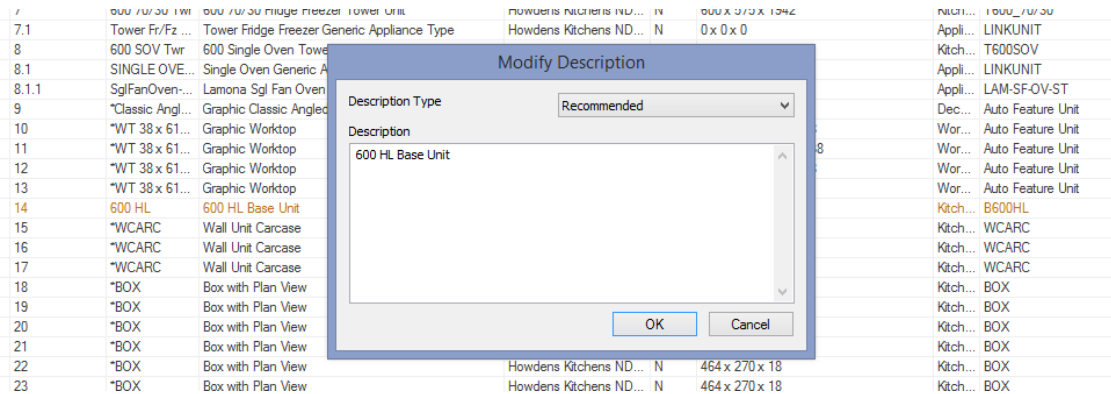 7 600 70/30 Twr 600 70/30 Fridge Freezer Tower Unit Howdens Kitchens ND... N 600 x 575 x 1942 Kitch... T600_70/30
7.1 Tower Fr/Fz ... Tower Fridge Freezer Generic Appliance Type Howdens Kitchens ND... N 0 x 0 x 0 Appli... LINKUNIT
8 600 SOV Twr 600 Single Oven Towe Kitch... T600SOV
8.1 SINGLE OVE... Single Oven Generic A Appli... LINKUNIT
8.1.1 SglFanOven-... Lamona Sgl Fan Oven Appli... LAM-SF-OV-ST
9 *Classic Angl... Graphic Classic Angled Dec... Auto Feature Unit
10 *WT 38 x 61... Graphic Worktop Wor... Auto Feature Unit
11 *WT 38 x 61... Graphic Worktop 8 Wor... Auto Feature Unit
12 *WT 38 x 61... Graphic Worktop Wor... Auto Feature Unit
13 *WT 38 x 61... Graphic Worktop Wor... Auto Feature Unit
14 600 HL 600 HL Base Unit Kitch... B600HL
15 *WCARC Wall Unit Carcase Kitch... WCARC
16 *WCARC Wall Unit Carcase Kitch... WCARC
17 *WCARC Wall Unit Carcase Kitch... WCARC
18 *BOX Box with Plan View Kitch... BOX
19 *BOX Box with Plan View Kitch... BOX
20 *BOX Box with Plan View Kitch... BOX
21 *BOX Box with Plan View Kitch... BOX
22 *BOX Box with Plan View Howdens Kitchens ND... N 464 x 270 x 18 Kitch... BOX
23 *BOX Box with Plan View Howdens Kitchens ND... N 464 x 270 x 18 Kitch... BOX
Modify Description
Description Type Recommended
Description
600 HL Base Unit
OK Cancel